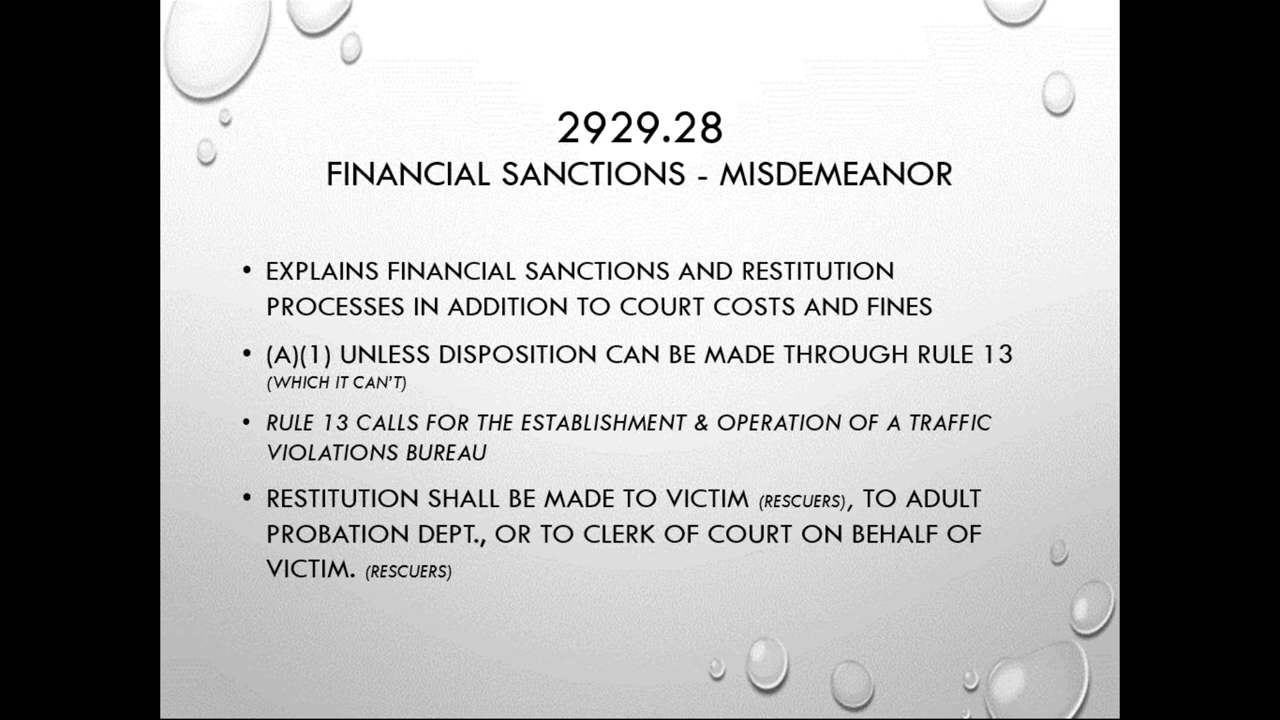 2929.28
FINANCIAL SANCTIONS - MISDEMEANOR
• EXPLAINS FINANCIAL SANCTIONS AND RESTITUTION
PROCESSES IN ADDITION TO COURT COSTS AND FINES
• (A)(1) UNLESS DISPOSITION CAN BE MADE THROUGH RULE 13
(WHICH IT CAN'T)
• RULE 13 CALLS FOR THE ESTABLISHMENT & OPERATION OF A TRAFFIC
VIOLATIONS BUREAU
• RESTITUTION SHALL BE MADE TO VICTIM (RESCUERS), TO ADULT
PROBATION DEPT., OR TO CLERK OF COURT ON BEHALF OF
VICTIM. (RESCUERS)